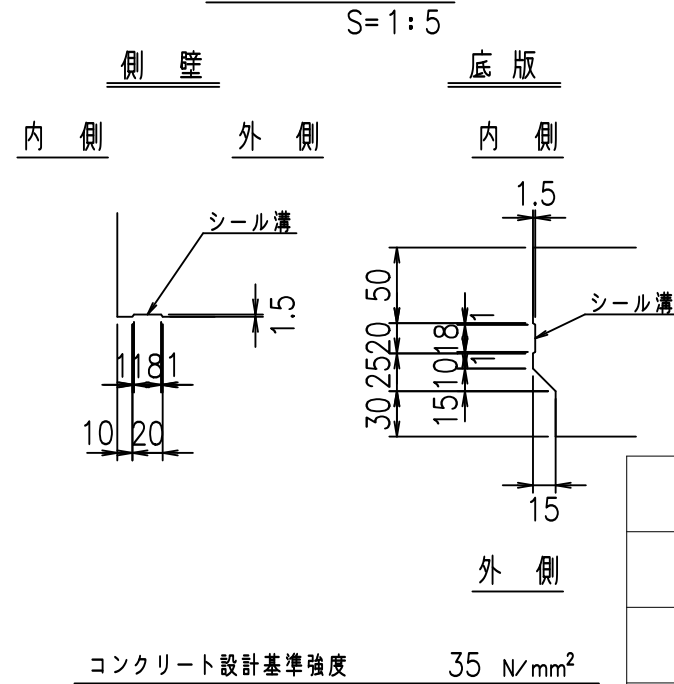 S=1:5
側 壁
底 版
内 側
外 側
内 側
シール溝
1.5
1 18 1
10 20
1.5
シール溝
50
20
25
30
1
18
1
10
15
15
外 側
コンクリート設計基準強度 35 N/mm²